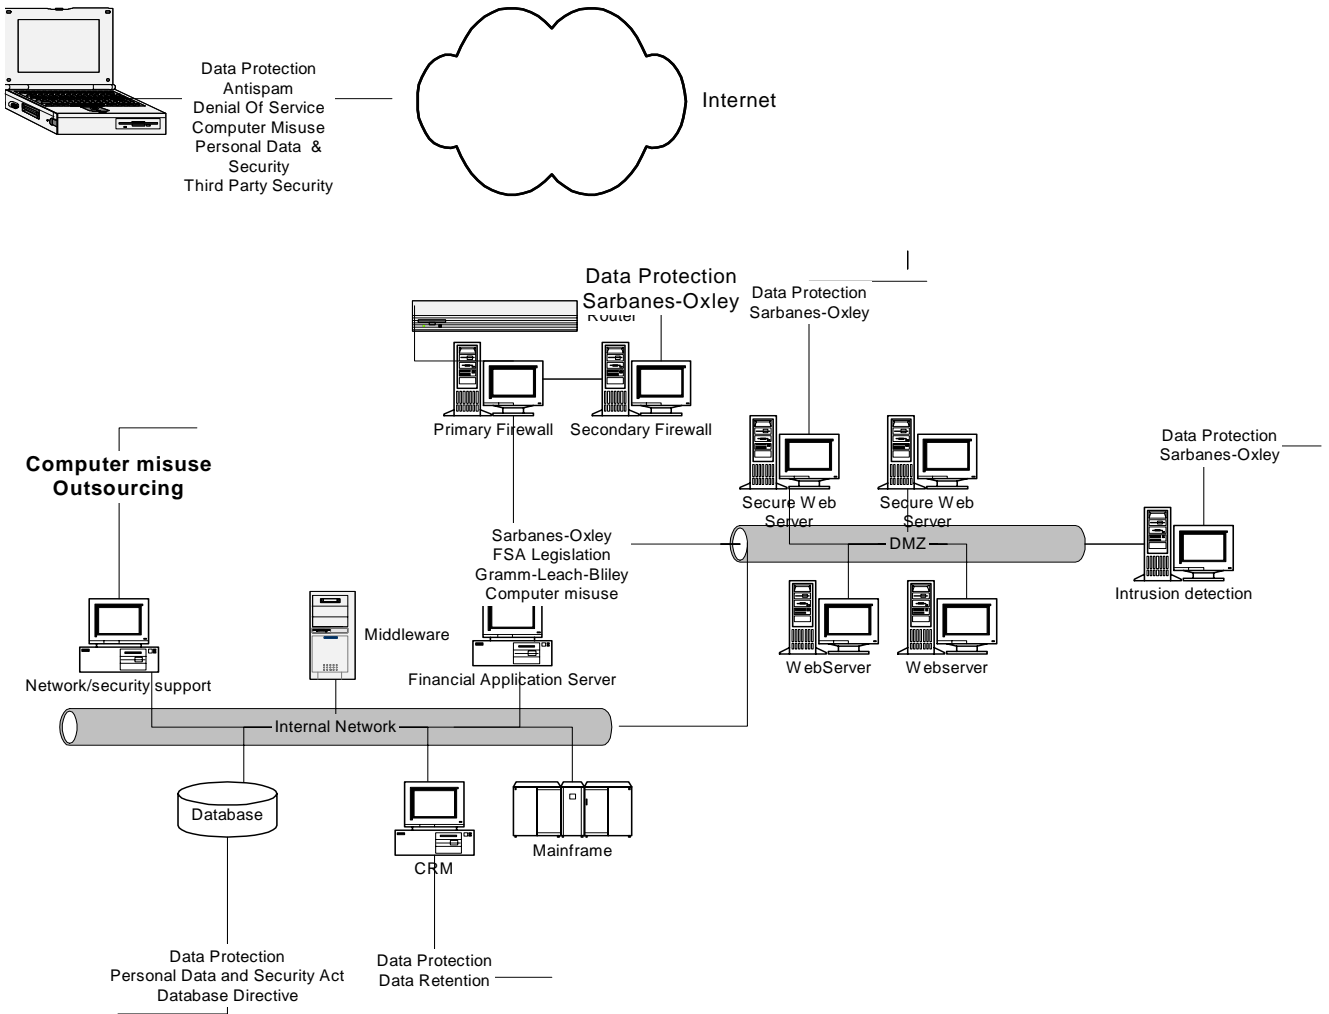 Data Protection
Antispam
Denial Of Service
Computer Misuse
Personal Data &
Security
Third Party Security
Internet
Data Protection
Sarbanes-Oxley
Router
Data Protection
Sarbanes-Oxley
Primary Firewall
Secondary Firewall
Computer misuse
Outsourcing
Data Protection
Sarbanes-Oxley
Secure Web
Server
Secure Web
Server
Sarbanes-Oxley
FSA Legislation
Gramm-Leach-Bliley
Computer misuse
DMZ
Intrusion detection
Middleware
WebServer
Webserver
Network/security support
Financial Application Server
Internal Network
Database
Mainframe
CRM
Data Protection
Personal Data and Security Act
Database Directive
Data Protection
Data Retention